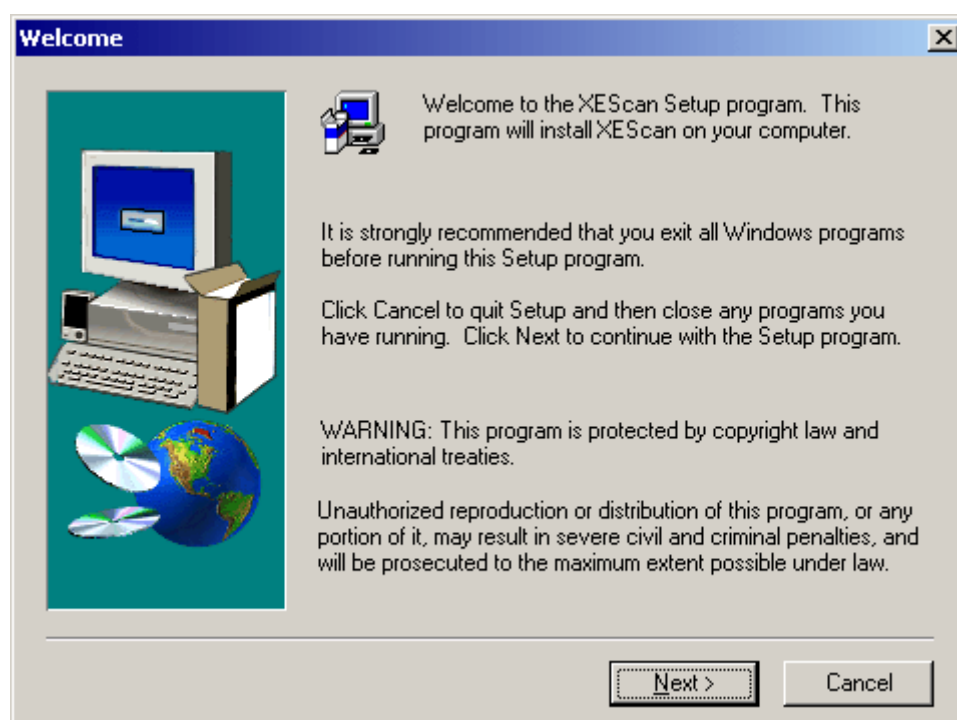 Welcome
Welcome to the XEScan Setup program. This
program will install XEScan on your computer.
It is strongly recommended that you exit all Windows programs
before running this Setup program.
Click Cancel to quit Setup and then close any programs you
have running. Click Next to continue with the Setup program.
WARNING: This program is protected by copyright law and
international treaties.
Unauthorized reproduction or distribution of this program, or any
portion of it, may result in severe civil and criminal penalties, and
will be prosecuted to the maximum extent possible under law.
Next >
Cancel